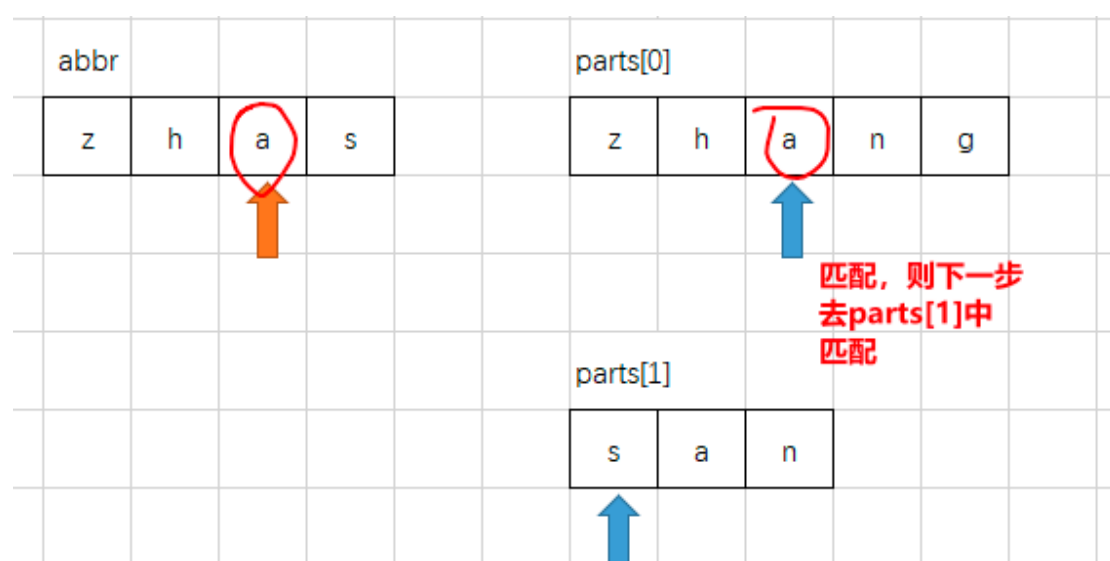 abbr
parts[0]
z h a s
z h a n g
匹配，则下一步
去parts[1]中
匹配
parts[1]
s a n